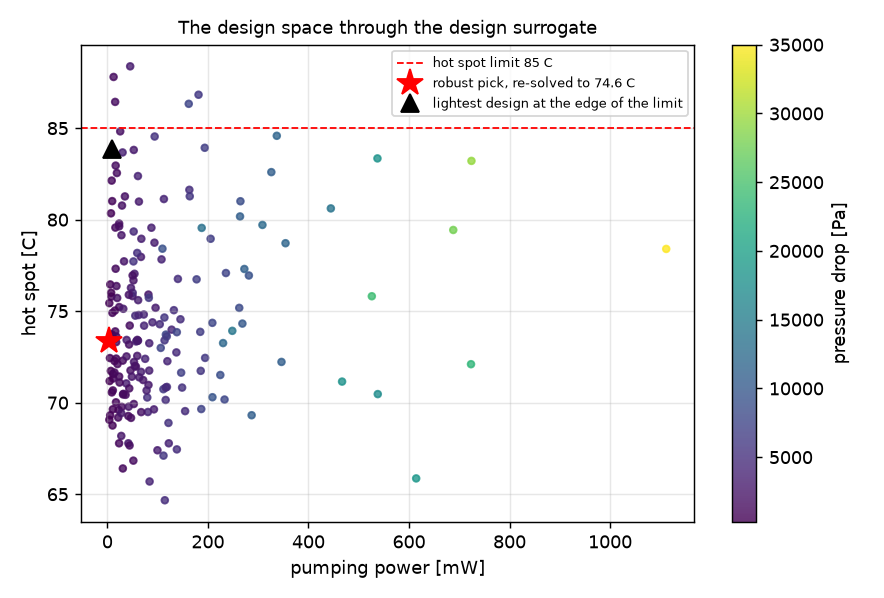 The design space through the design surrogate
hot spot limit 85 C
robust pick, re-solved to 74.6 C
lightest design at the edge of the limit
hot spot [C]
85
80
75
70
65
0 200 400 600 800 1000
pumping power [mW]
35000
30000
25000
20000
15000
10000
5000
pressure drop [Pa]